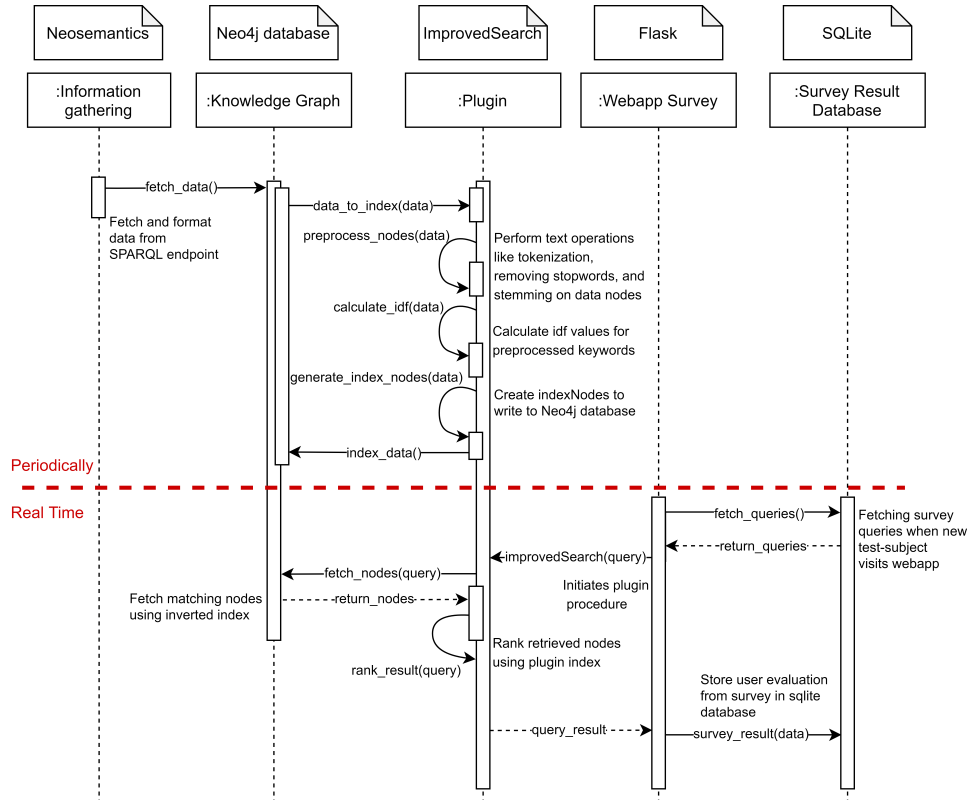 Neosemantics
Neo4j database
ImprovedSearch
Flask
SQLite
:Information
gathering
:Knowledge Graph
:Plugin
:Webapp Survey
:Survey Result
Database
fetch_data()
Fetch and format
data from
SPARQL endpoint
data_to_index(data)
preprocess_nodes(data)
Perform text operations
like tokenization,
removing stopwords, and
stemming on data nodes
calculate_idf(data)
Calculate idf values for
preprocessed keywords
generate_index_nodes(data)
Create indexNodes to
write to Neo4j database
index_data()
Periodically
Real Time
fetch_queries()
Fetching survey
queries when new
test-subject
visits webapp
return_queries
improvedSearch(query)
Initiates plugin
procedure
fetch_nodes(query)
Fetch matching nodes
using inverted index
return_nodes
Rank retrieved nodes
using plugin index
rank_result(query)
Store user evaluation
from survey in sqlite
database
query_result
survey_result(data)